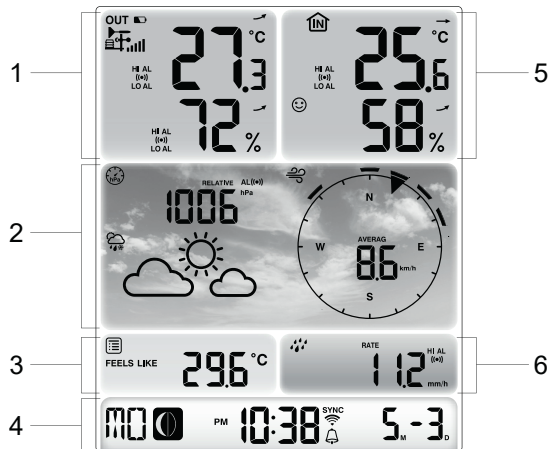 1
OUT
27.3 °C
HI AL
((•))
LO AL
72 %
HI AL
((•))
LO AL
5
IN
25.6 °C
HI AL
((•))
LO AL
58 %
2
hPa
RELATIVE AL((•))
1006 hPa
N
W E
S
AVERAG
8.6 km/h
3
FEELS LIKE 29.6 °C
6
RATE
11.2 mm/h
HI AL
((•))
4
MO PM 10:38 SYNC 5M - 3D